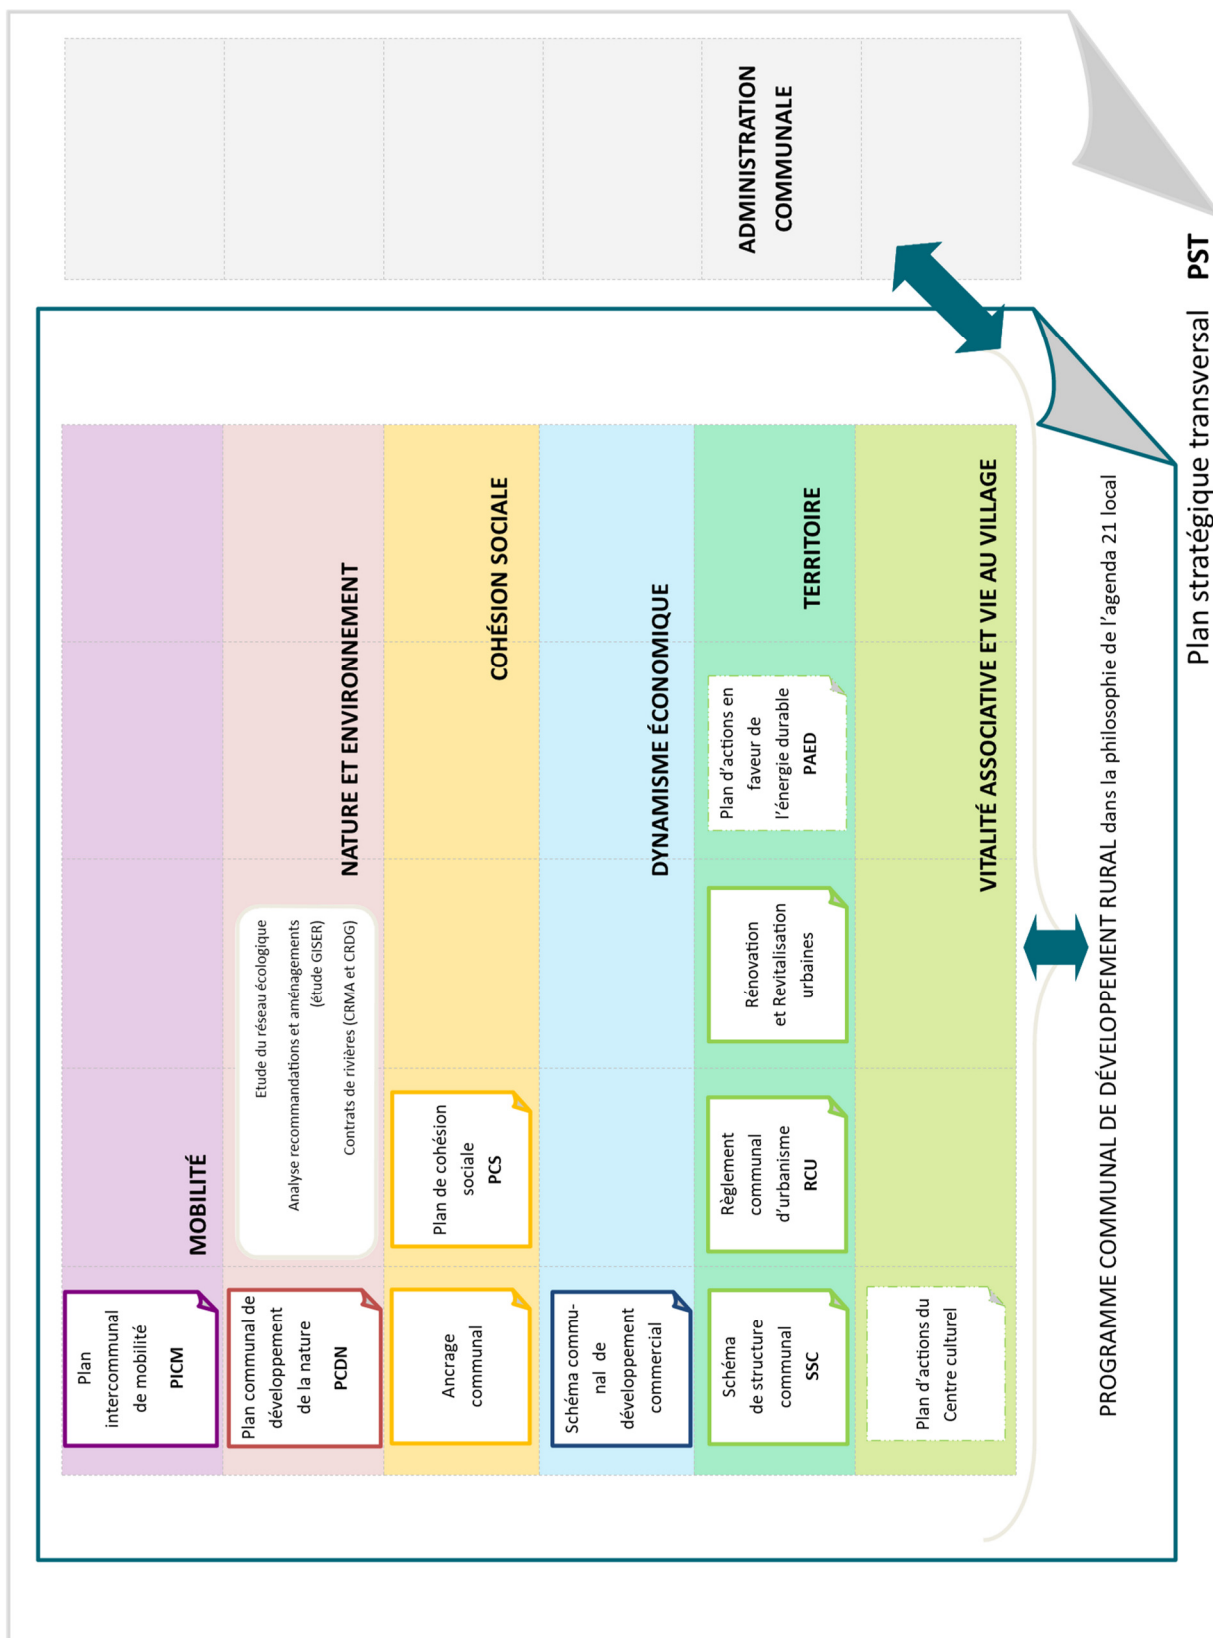 Plan
intercommunal
de mobilité
PICM
MOBILITÉ
Plan communal de
développement
de la nature
PCDN
Etude du réseau écologique
Analyse recommandations et aménagements
(étude GISER)
Contrats de rivières (CRMA et CRDG)
NATURE ET ENVIRONNEMENT
Ancrage
communal
Plan de cohésion
sociale
PCS
COHÉSION SOCIALE
Schéma commu-
nal de
développement
commercial
DYNAMISME ÉCONOMIQUE
Schéma
de structure
communal
SSC
Règlement
communal
d’urbanisme
RCU
Rénovation
et Revitalisation
urbaines
Plan d’actions en
faveur de
l’énergie durable
PAED
TERRITOIRE
Plan d’actions du
Centre culturel
VITALITÉ ASSOCIATIVE ET VIE AU VILLAGE
ADMINISTRATION
COMMUNALE
PROGRAMME COMMUNAL DE DÉVELOPPEMENT RURAL dans la philosophie de l’agenda 21 local
Plan stratégique transversal PST